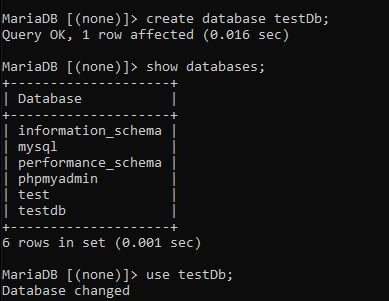 MariaDB [(none)]> create database testDb;
Query OK, 1 row affected (0.016 sec)
MariaDB [(none)]> show databases;
+--------------------+
| Database           |
+--------------------+
| information_schema |
| mysql              |
| performance_schema |
| phpmyadmin         |
| test               |
| testdb             |
+--------------------+
6 rows in set (0.001 sec)
MariaDB [(none)]> use testDb;
Database changed